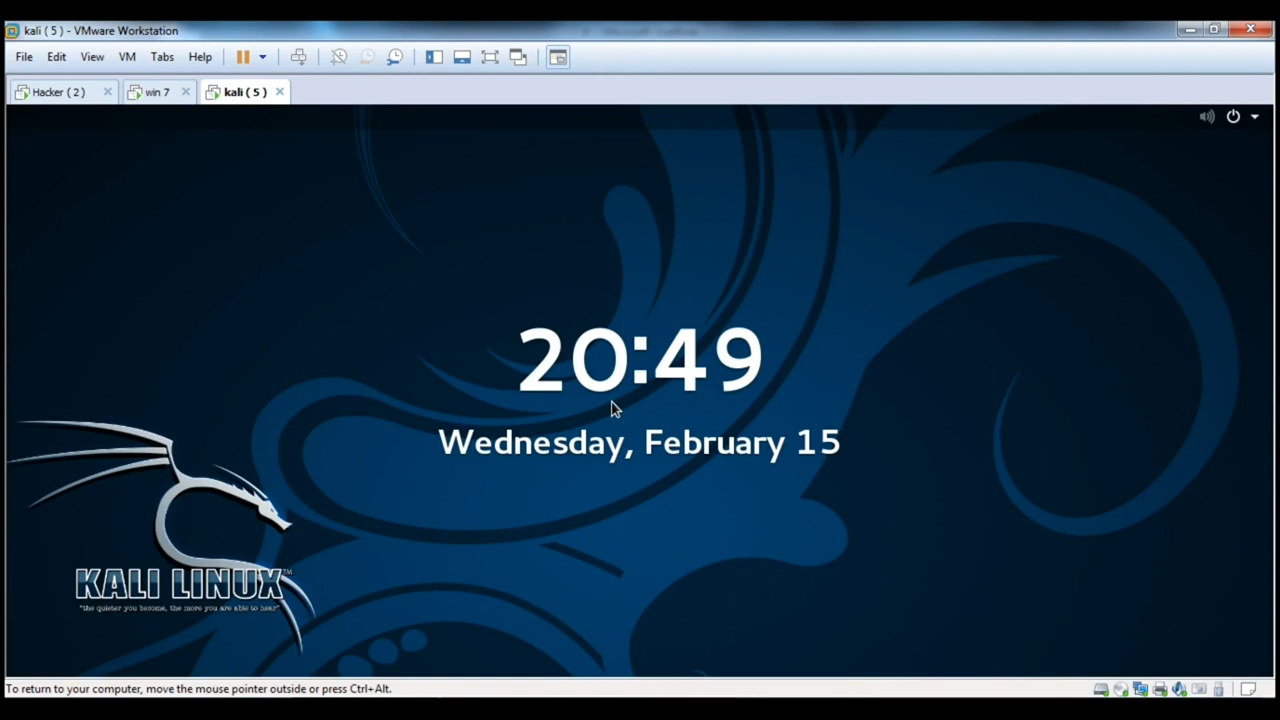 kali ( 5 ) - VMware Workstation
File Edit View VM Tabs Help
Hacker ( 2 ) win 7 kali ( 5 )
20:49
Wednesday, February 15
KALI LINUX™
"the quieter you become, the more you are able to hear"
To return to your computer, move the mouse pointer outside or press Ctrl+Alt.